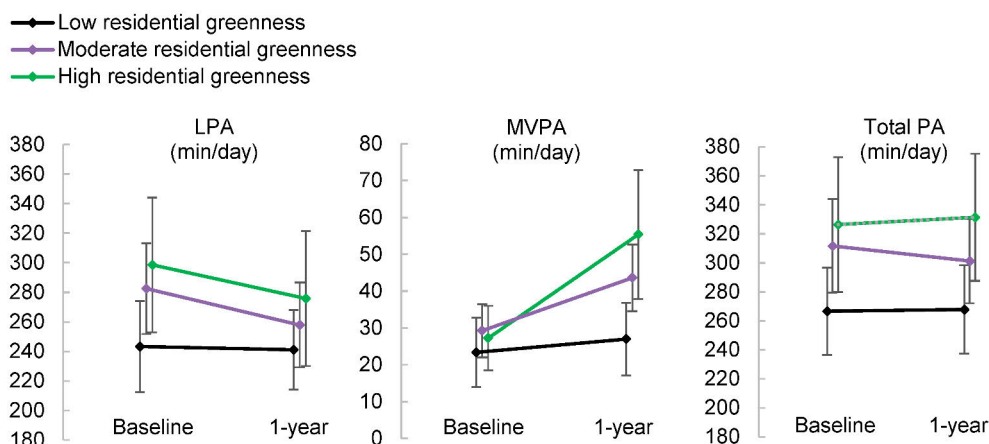 Low residential greenness
Moderate residential greenness
High residential greenness
LPA
(min/day)
380
360
340
320
300
280
260
240
220
200
180
Baseline
1-year
MVPA
(min/day)
80
70
60
50
40
30
20
10
0
Baseline
1-year
Total PA
(min/day)
380
360
340
320
300
280
260
240
220
200
180
Baseline
1-year